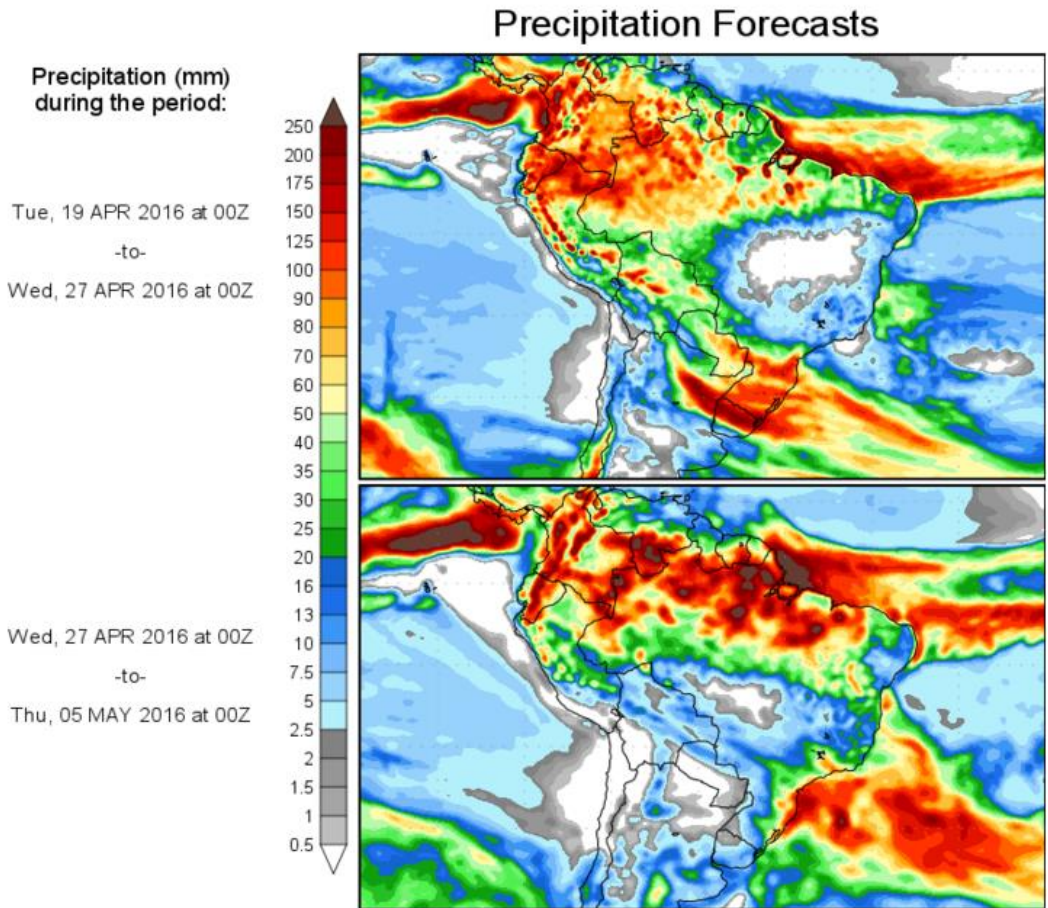 Precipitation Forecasts
Precipitation (mm)
during the period:
Tue, 19 APR 2016 at 00Z
-to-
Wed, 27 APR 2016 at 00Z
Wed, 27 APR 2016 at 00Z
-to-
Thu, 05 MAY 2016 at 00Z
250
200
175
150
125
100
90
80
70
60
50
40
35
30
25
20
16
13
10
7.5
5
2.5
2
1.5
1
0.5